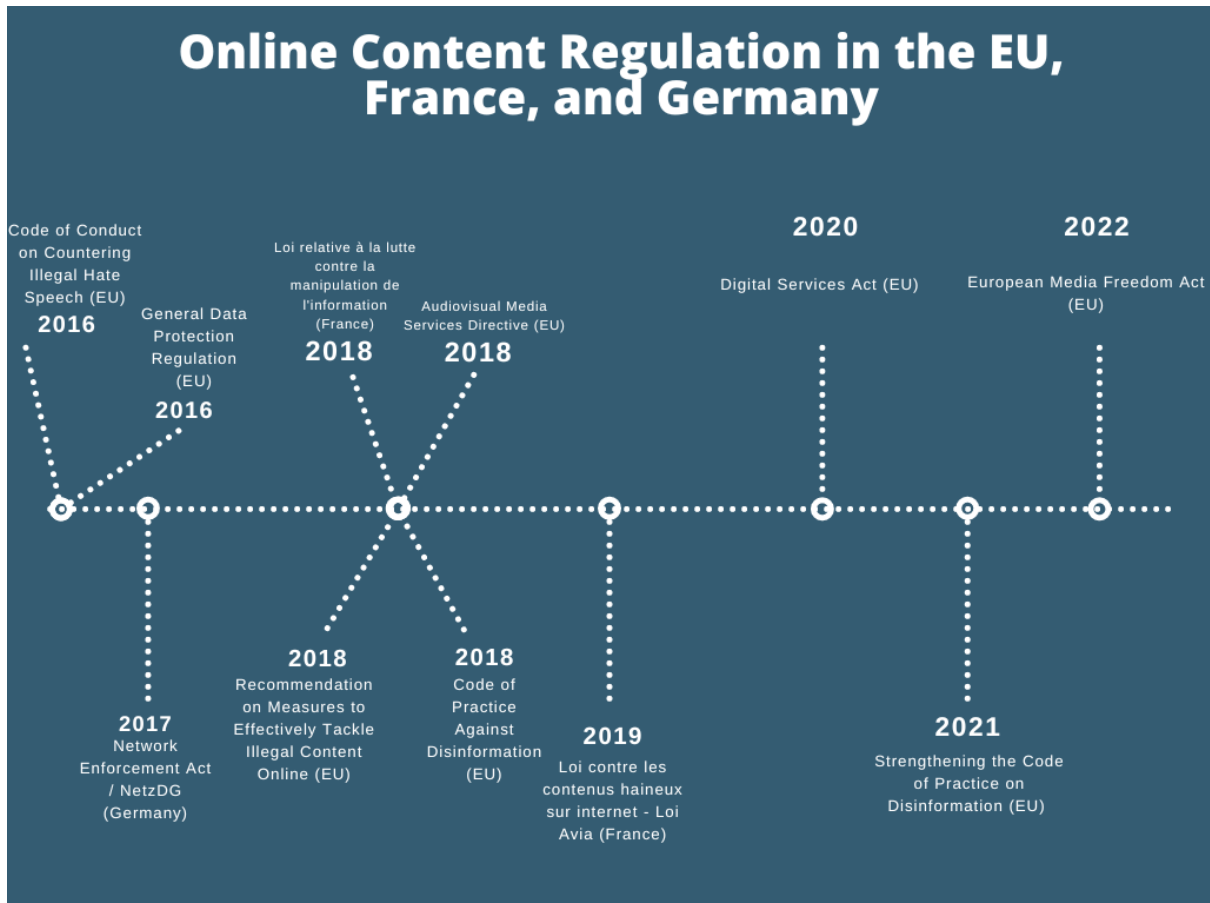 Online Content Regulation in the EU,
France, and Germany
Code of Conduct
on Countering
Illegal Hate
Speech (EU)
2016
General Data
Protection
Regulation
(EU)
2016
Loi relative à la lutte
contre la
manipulation de
l'information
(France)
2018
Audiovisual Media
Services Directive (EU)
2018
2020
Digital Services Act (EU)
2022
European Media Freedom Act
(EU)
2017
Network
Enforcement Act
/ NetzDG
(Germany)
2018
Recommendation
on Measures to
Effectively Tackle
Illegal Content
Online (EU)
2018
Code of
Practice
Against
Disinformation
(EU)
2019
Loi contre les
contenus haineux
sur internet - Loi
Avia (France)
2021
Strengthening the Code
of Practice on
Disinformation (EU)